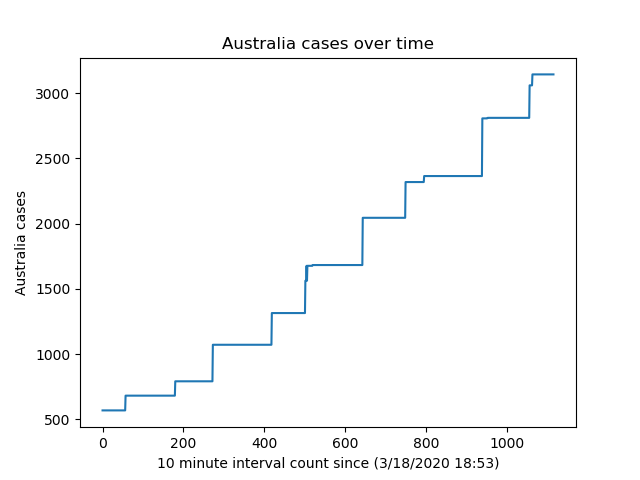 Australia cases over time
3000
2500
2000
1500
1000
500
Australia cases
0 200 400 600 800 1000
10 minute interval count since (3/18/2020 18:53)